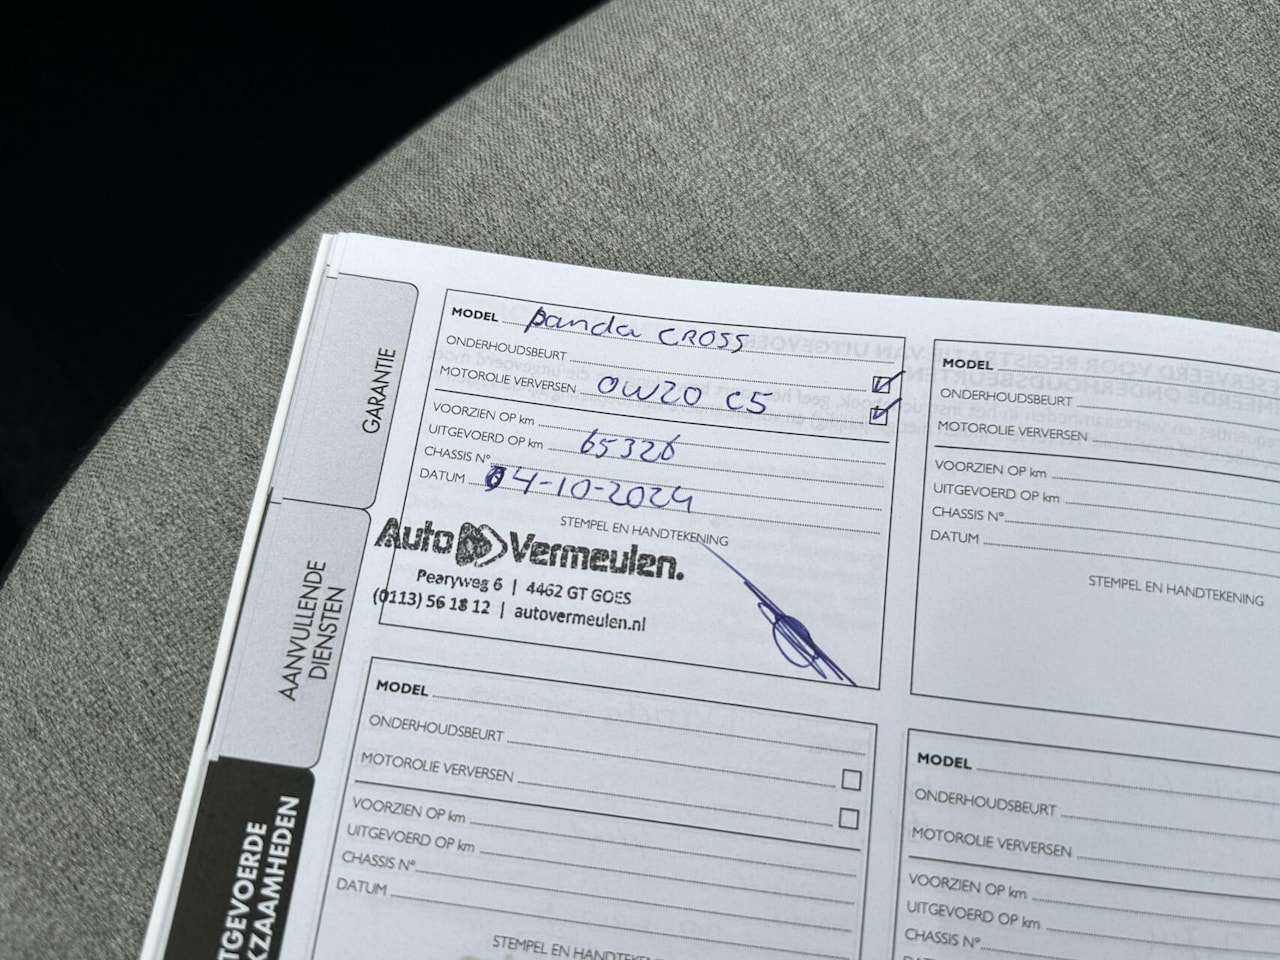 GARANTIE
AANVULLENDE
DIENSTEN
TGEVOERDE
KZAAMHEDEN
MODEL Panda CROSS
ONDERHOUDSBEURT
MOTOROLIE VERVERSEN 0W20 C5
VOORZIEN OP km
UITGEVOERD OP km 65326
CHASSIS N°
DATUM 04-10-2024
STEMPEL EN HANDTEKENING
Auto Vermeulen.
Pearyweg 6 | 4462 GT GOES
(0113) 56 18 12 | autovermeulen.nl
MODEL
ONDERHOUDSBEURT
MOTOROLIE VERVERSEN
VOORZIEN OP km
UITGEVOERD OP km
CHASSIS N°
DATUM
STEMPEL EN HANDTEKENING
MODEL
ONDERHOUDSBEURT
MOTOROLIE VERVERSEN
VOORZIEN OP km
UITGEVOERD OP km
CHASSIS N°
DATUM
STEMPEL EN HANDTEKENI
MODEL
ONDERHOUDSBEURT
MOTOROLIE VERVERSEN
VOORZIEN OP km
UITGEVOERD OP km
CHASSIS N°